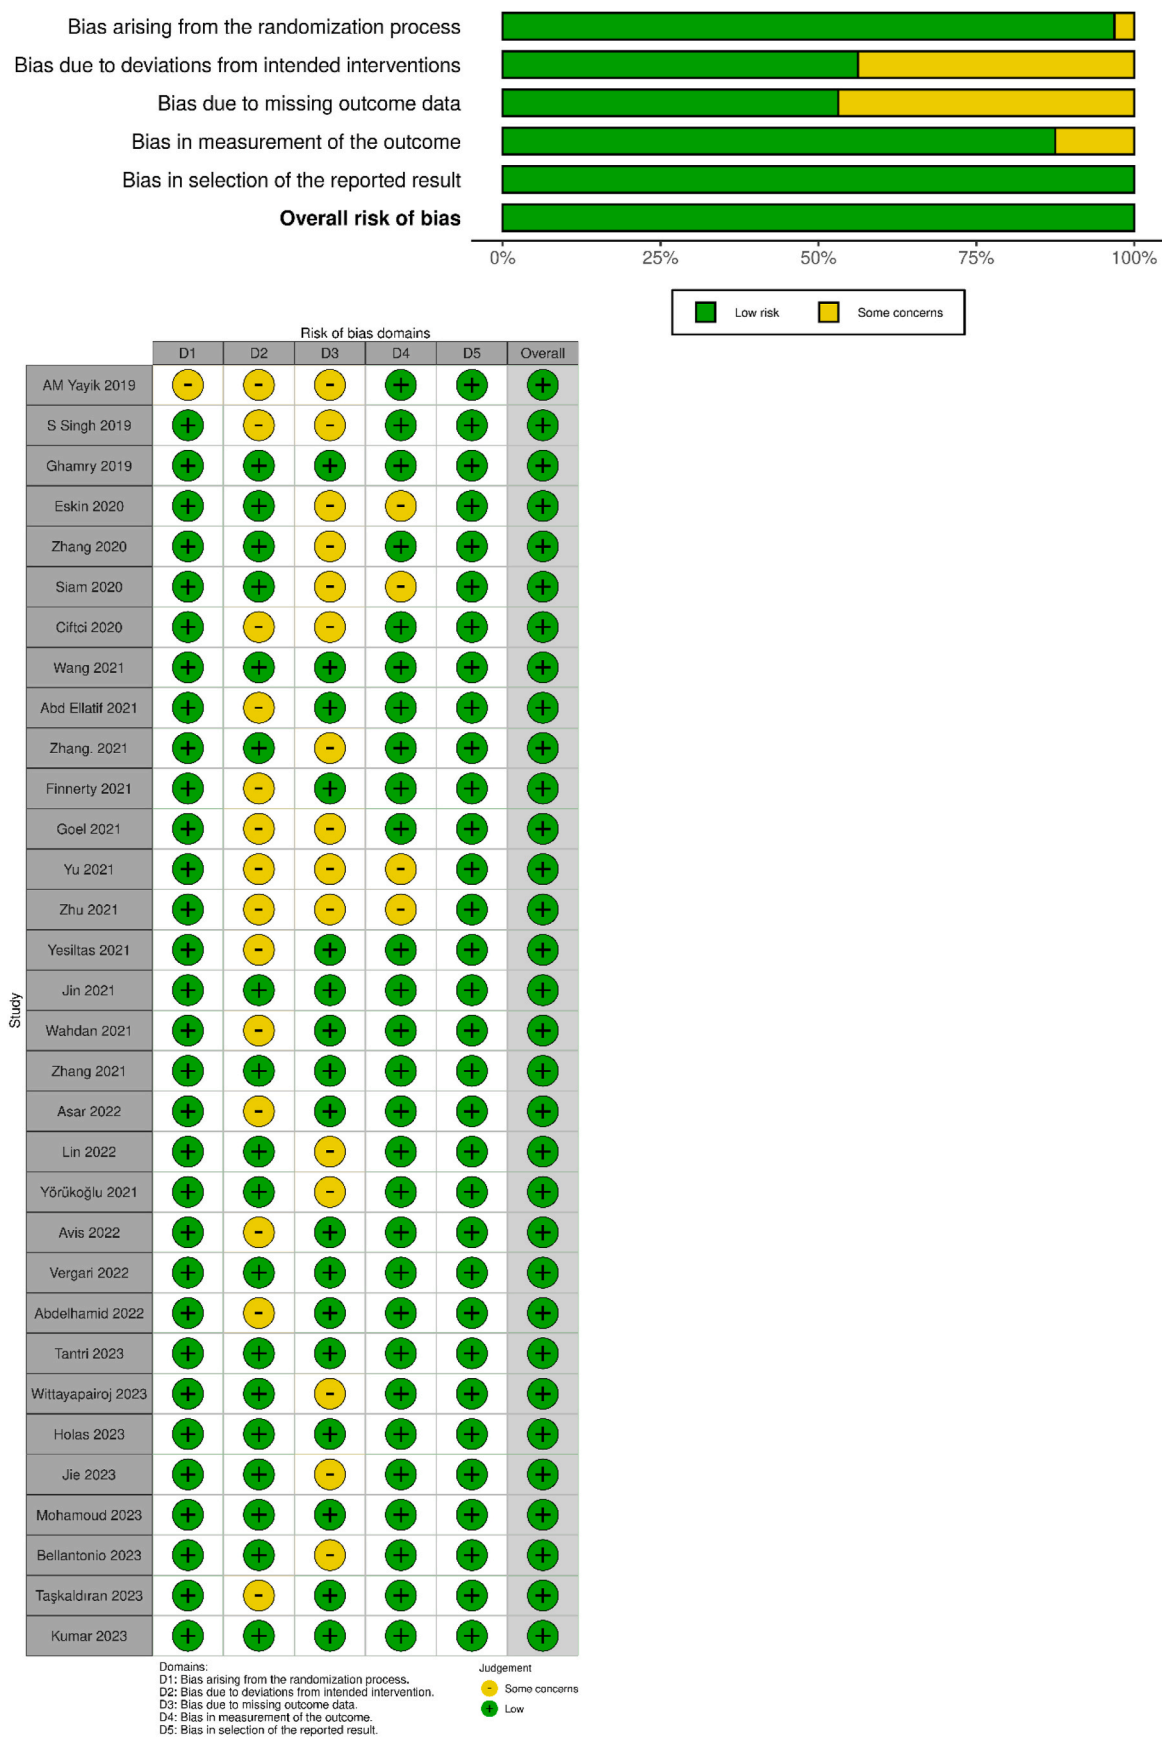 Bias arising from the randomization process
Bias due to deviations from intended interventions
Bias due to missing outcome data
Bias in measurement of the outcome
Bias in selection of the reported result
Overall risk of bias
0% 25% 50% 75% 100%
Low risk Some concerns
Risk of bias domains
D1 D2 D3 D4 D5 Overall
Study
AM Yayik 2019 - - - + + +
S Singh 2019 + - - + + +
Ghamry 2019 + + + + + +
Eskin 2020 + + - - + +
Zhang 2020 + + - + + +
Siam 2020 + + - - + +
Ciftci 2020 + - - + + +
Wang 2021 + + + + + +
Abd Ellatif 2021 + - + + + +
Zhang. 2021 + + - + + +
Finnerty 2021 + - + + + +
Goel 2021 + - - + + +
Yu 2021 + - - - + +
Zhu 2021 + - - - + +
Yesiltas 2021 + - + + + +
Jin 2021 + + + + + +
Wahdan 2021 + - + + + +
Zhang 2021 + + + + + +
Asar 2022 + - + + + +
Lin 2022 + + - + + +
Yörükoğlu 2021 + + - + + +
Avis 2022 + - + + + +
Vergari 2022 + + + + + +
Abdelhamid 2022 + - + + + +
Tantri 2023 + + + + + +
Wittayapairoj 2023 + + - + + +
Holas 2023 + + + + + +
Jie 2023 + + - + + +
Mohamoud 2023 + + + + + +
Bellantonio 2023 + + - + + +
Taşkaldıran 2023 + - + + + +
Kumar 2023 + + + + + +
Domains:
D1: Bias arising from the randomization process.
D2: Bias due to deviations from intended intervention.
D3: Bias due to missing outcome data.
D4: Bias in measurement of the outcome.
D5: Bias in selection of the reported result.
Judgement
- Some concerns
+ Low